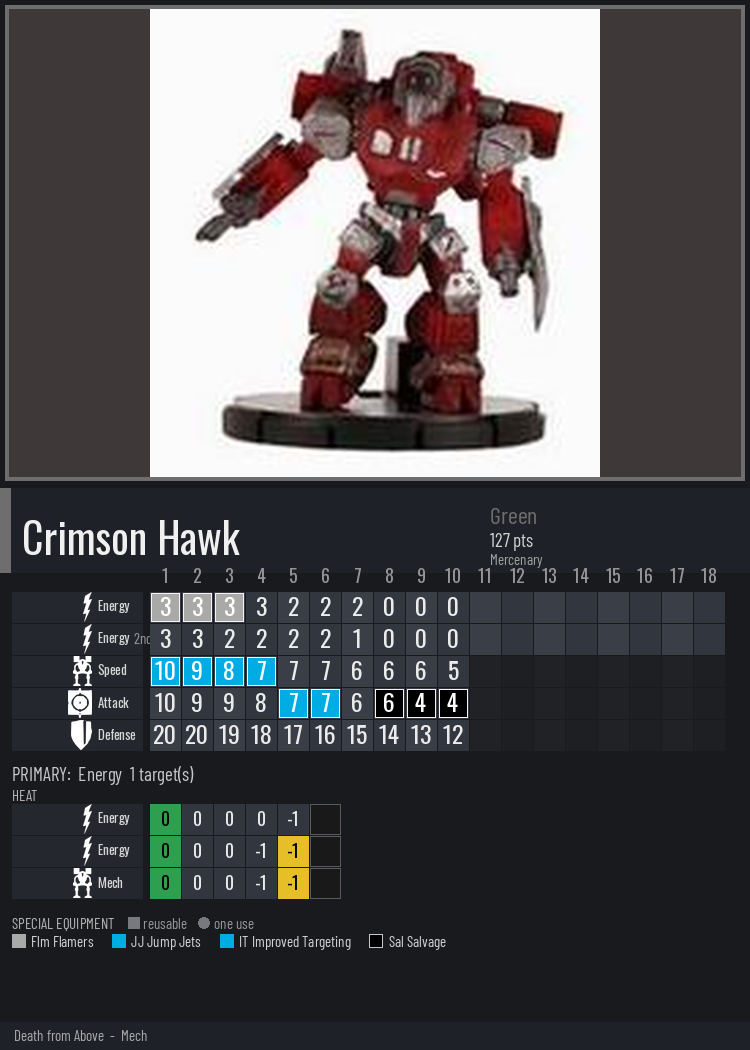 Crimson Hawk
Green
127 pts
Mercenary
1 2 3 4 5 6 7 8 9 10 11 12 13 14 15 16 17 18
Energy 3 3 3 3 2 2 2 0 0 0
Energy 2nd 3 3 2 2 2 2 1 0 0 0
Speed 10 9 8 7 7 7 6 6 6 5
Attack 10 9 9 8 7 7 6 6 4 4
Defense 20 20 19 18 17 16 15 14 13 12
PRIMARY: Energy 1 target(s)
HEAT
Energy 0 0 0 0 -1
Energy 0 0 0 -1 -1
Mech 0 0 0 -1 -1
SPECIAL EQUIPMENT reusable one use
Flm Flamers JJ Jump Jets IT Improved Targeting Sal Salvage
Death from Above - Mech